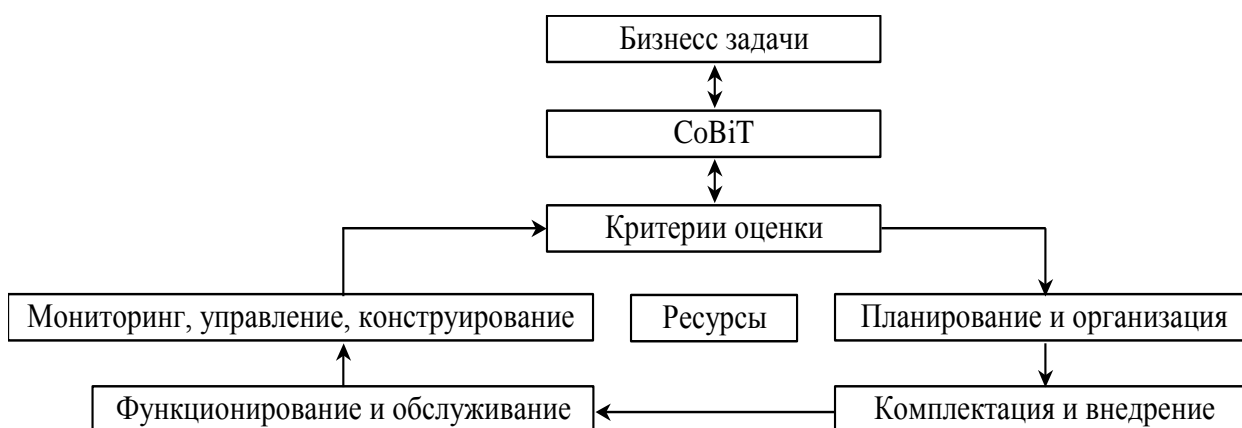 Бизнесс задачи
CoBiT
Критерии оценки
Мониторинг, управление, конструирование
Ресурсы
Планирование и организация
Функционирование и обслуживание
Комплектация и внедрение